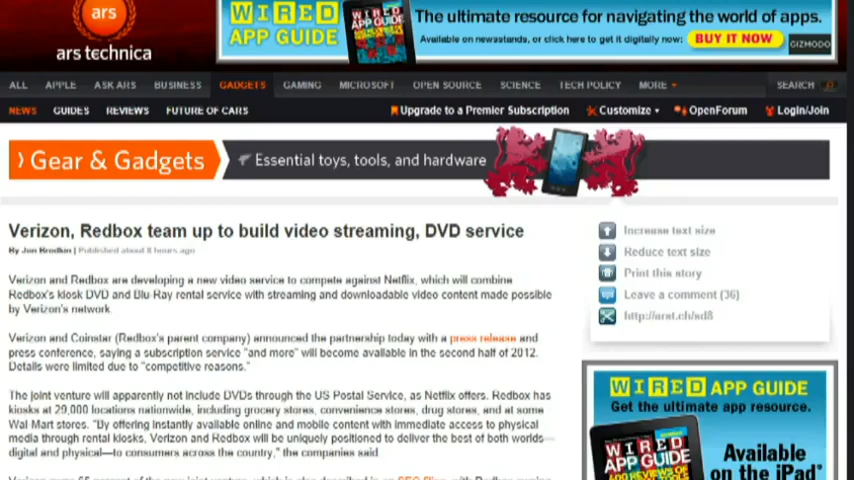 ars
ars technica
WIRED
APP GUIDE
The ultimate resource for navigating the world of apps.
Available on newsstands, or click here to get it digitally now: BUY IT NOW
GIZMODO
ALL APPLE ASK ARS BUSINESS GADGETS GAMING MICROSOFT OPEN SOURCE SCIENCE TECH POLICY MORE SEARCH
NEWS GUIDES REVIEWS FUTURE OF CARS Upgrade to a Premier Subscription Customize OpenForum Login/Join
Gear & Gadgets Essential toys, tools, and hardware
Verizon, Redbox team up to build video streaming, DVD service
By Jon Brodkin | Published about 8 hours ago
Verizon and Redbox are developing a new video service to compete against Netflix, which will combine
Redbox's kiosk DVD and Blu-Ray rental service with streaming and downloadable video content made possible
by Verizon's network.
Verizon and Coinstar (Redbox's parent company) announced the partnership today with a press release and
press conference, saying a subscription service "and more" will become available in the second half of 2012.
Details were limited due to "competitive reasons."
The joint venture will apparently not include DVDs through the US Postal Service, as Netflix offers. Redbox has
kiosks at 29,000 locations nationwide, including grocery stores, convenience stores, drug stores, and at some
Wal-Mart stores. "By offering instantly available online and mobile content with immediate access to physical
media through rental kiosks, Verizon and Redbox will be uniquely positioned to deliver the best of both worlds—
digital and physical—to consumers across the country," the companies said.
Increase text size
Reduce text size
Print this story
Leave a comment (36)
WIRED APP GUIDE
Get the ultimate app resource.
WIRED
APP GUIDE
400 REVIEWS OF
Available
on the iPad